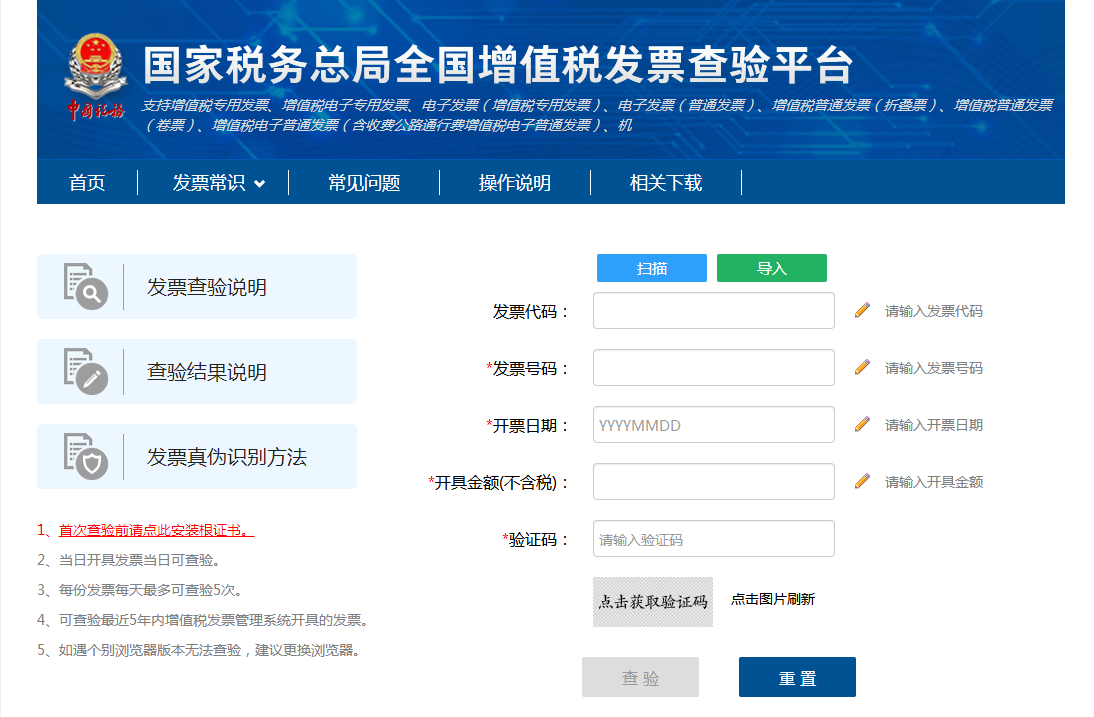 国家税务总局全国增值税发票查验平台
中国税务
支持增值税专用发票、增值税电子专用发票、电子发票（增值税专用发票）、电子发票（普通发票）、增值税普通发票（折叠票）、增值税普通发票
（卷票）、增值税电子普通发票（含收费公路通行费增值税电子普通发票）、机
首页 发票常识 常见问题 操作说明 相关下载
扫描 导入
发票查验说明
查验结果说明
发票真伪识别方法
1、首次查验前请点此安装根证书。
2、当日开具发票当日可查验。
3、每份发票每天最多可查验5次。
4、可查验最近5年内增值税发票管理系统开具的发票。
5、如遇个别浏览器版本无法查验，建议更换浏览器。
发票代码： 请输入发票代码
*发票号码： 请输入发票号码
*开票日期： YYYYMMDD 请输入开票日期
*开具金额(不含税)： 请输入开具金额
*验证码： 请输入验证码
点击获取验证码 点击图片刷新
查 验 重 置